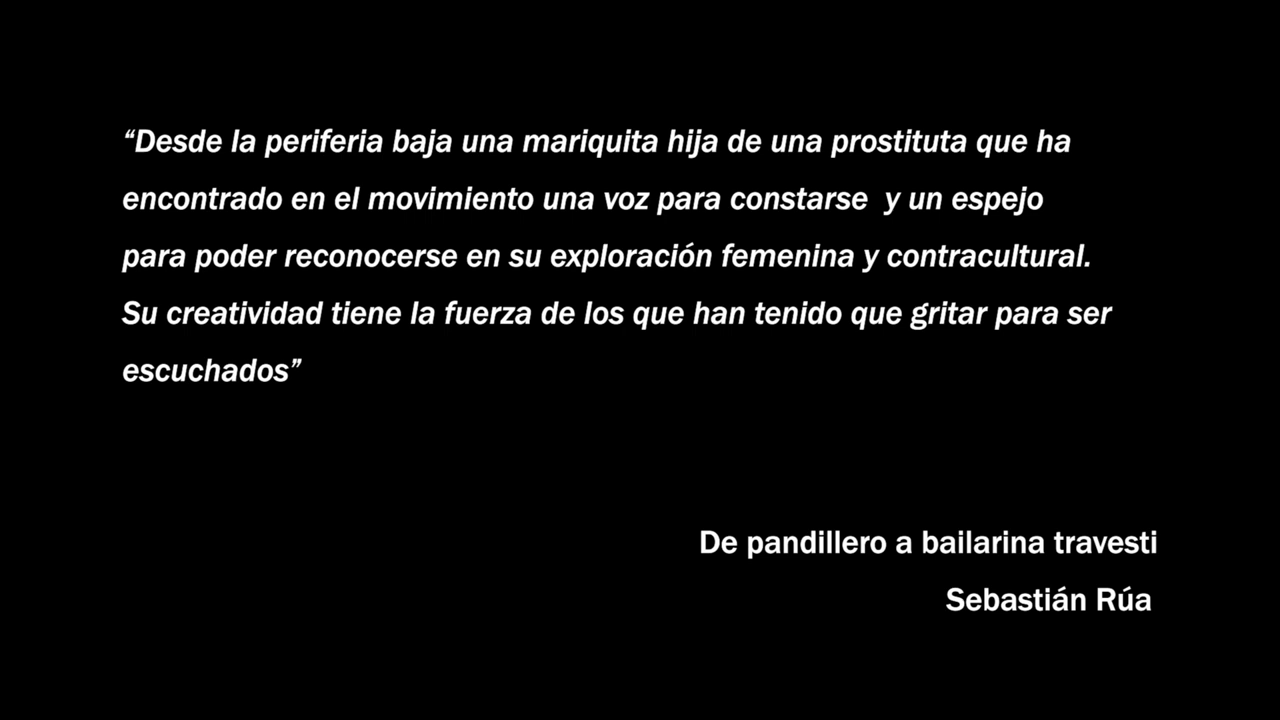 “Desde la periferia baja una mariquita hija de una prostituta que ha
encontrado en el movimiento una voz para constarse  y un espejo
para poder reconocerse en su exploración femenina y contracultural.
Su creatividad tiene la fuerza de los que han tenido que gritar para ser
escuchados”
De pandillero a bailarina travesti
Sebastián Rúa